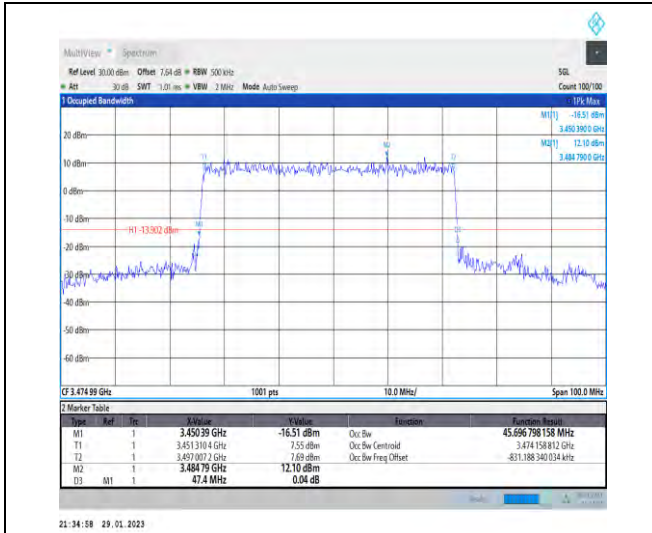 MultiView Spectrum
Ref Level 30.00 dBm Offset 7.64 dB RBW 500 kHz SGL
Att 30 dB SWT 1.01 ms VBW 2 MHz Mode Auto Sweep Count 100/100
1 Occupied Bandwidth 1Pk Max
M1[1] -16.51 dBm
3.450 390 0 GHz
M2[1] 12.10 dBm
3.484 790 0 GHz
20 dBm
10 dBm
0 dBm
-10 dBm
H1 -13.902 dBm
-20 dBm
-30 dBm
-40 dBm
-50 dBm
-60 dBm
T1
M2
T2
M1
D3
CF 3.474 99 GHz 1001 pts 10.0 MHz/ Span 100.0 MHz
2 Marker Table
Type Ref Trc X-Value Y-Value Function Function Result
M1 1 3.45039 GHz -16.51 dBm Occ Bw 45.696 798 158 MHz
T1 1 3.451 310 4 GHz 7.55 dBm Occ Bw Centroid 3.474 158 812 GHz
T2 1 3.497 007 2 GHz 7.69 dBm Occ Bw Freq Offset -831.188 340 034 kHz
M2 1 3.48479 GHz 12.10 dBm
D3 M1 1 47.4 MHz 0.04 dB
21:34:58 29.01.2023